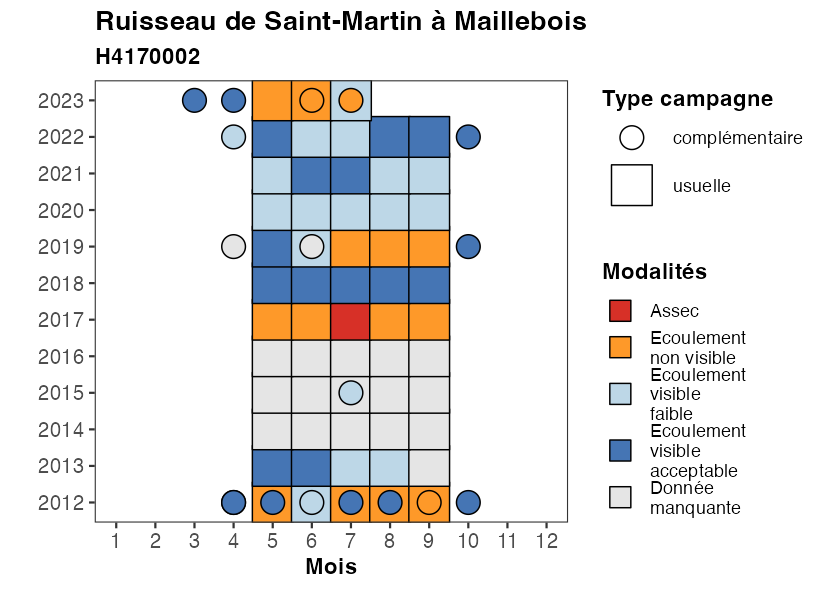 Ruisseau de Saint-Martin à Maillebois
H4170002
2023
2022
2021
2020
2019
2018
2017
2016
2015
2014
2013
2012
1 2 3 4 5 6 7 8 9 10 11 12
Mois
Type campagne
complémentaire
usuelle
Modalités
Assec
Ecoulement
non visible
Ecoulement
visible
faible
Ecoulement
visible
acceptable
Donnée
manquante